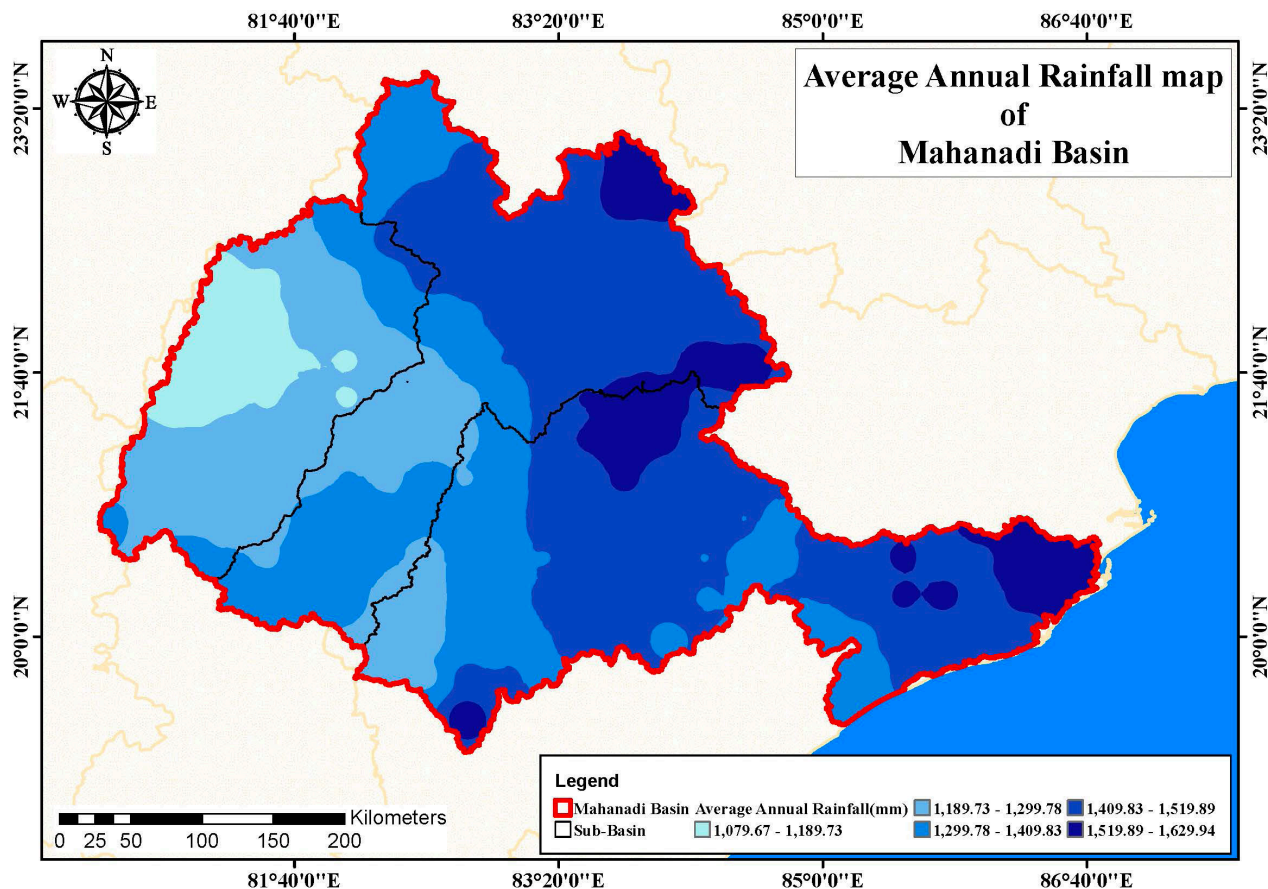 81°40'0"E 83°20'0"E 85°0'0"E 86°40'0"E
N
W E
S
Average Annual Rainfall map
of
Mahanadi Basin
23°20'0"N 23°20'0"N
21°40'0"N 21°40'0"N
20°0'0"N 20°0'0"N
Legend
Mahanadi Basin Average Annual Rainfall(mm) 1,189.73 - 1,299.78 1,409.83 - 1,519.89
Sub-Basin 1,079.67 - 1,189.73 1,299.78 - 1,409.83 1,519.89 - 1,629.94
Kilometers
0 25 50 100 150 200
81°40'0"E 83°20'0"E 85°0'0"E 86°40'0"E